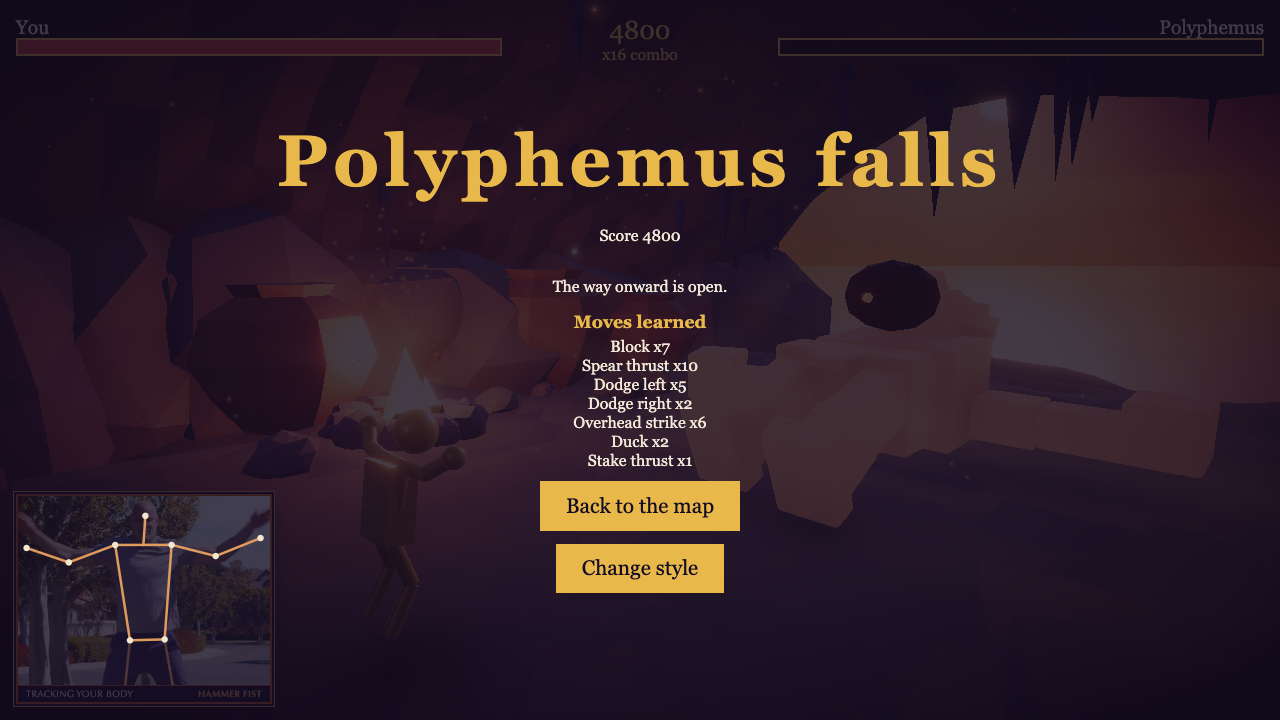 You
4800
x16 combo
Polyphemus
Polyphemus falls
Score 4800
The way onward is open.
Moves learned
Block x7
Spear thrust x10
Dodge left x5
Dodge right x2
Overhead strike x6
Duck x2
Stake thrust x1
Back to the map
Change style
TRACKING YOUR BODY
HAMMER FIST